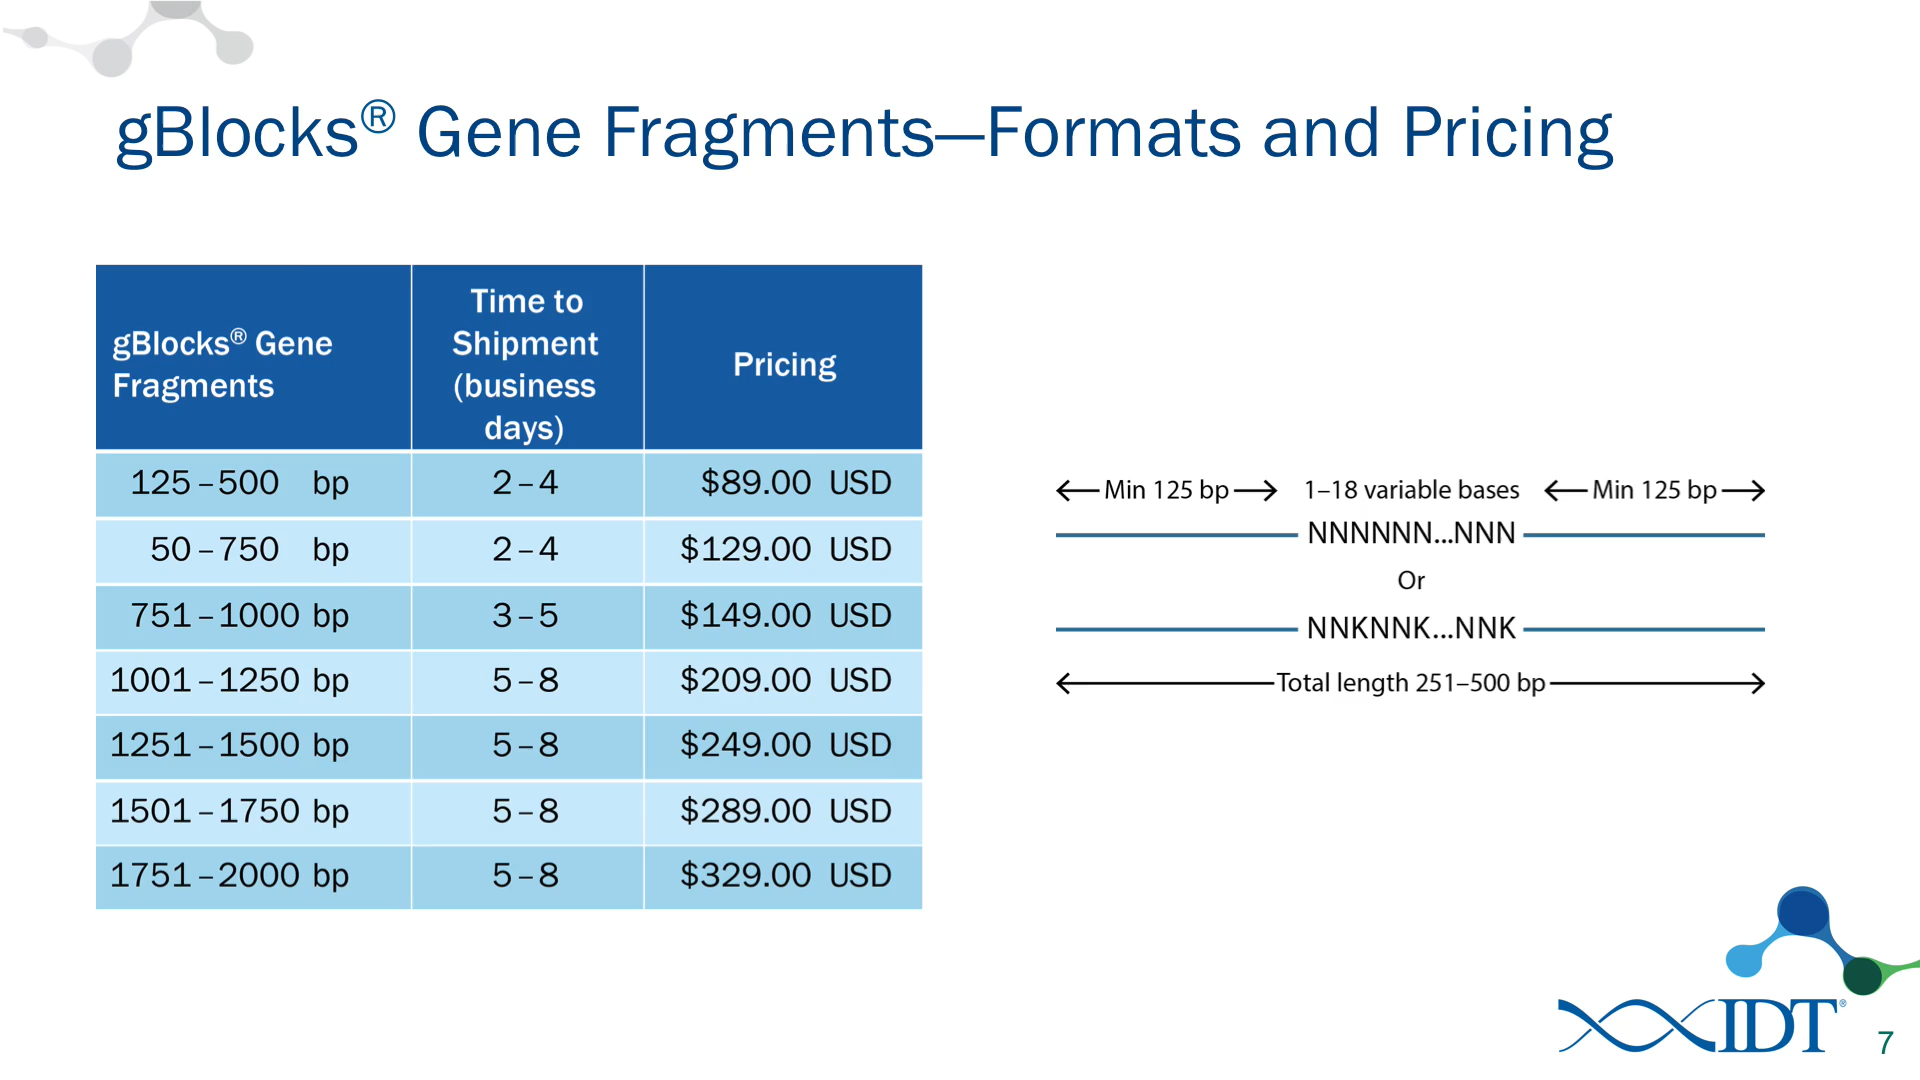 gBlocks® Gene Fragments—Formats and Pricing
gBlocks® Gene Fragments
Time to Shipment (business days)
Pricing
125–500 bp 2–4 $89.00 USD
50–750 bp 2–4 $129.00 USD
751–1000 bp 3–5 $149.00 USD
1001–1250 bp 5–8 $209.00 USD
1251–1500 bp 5–8 $249.00 USD
1501–1750 bp 5–8 $289.00 USD
1751–2000 bp 5–8 $329.00 USD
Min 125 bp 1–18 variable bases Min 125 bp
NNNNNN...NNN
Or
NNKNNK...NNK
Total length 251–500 bp
IDT®
7